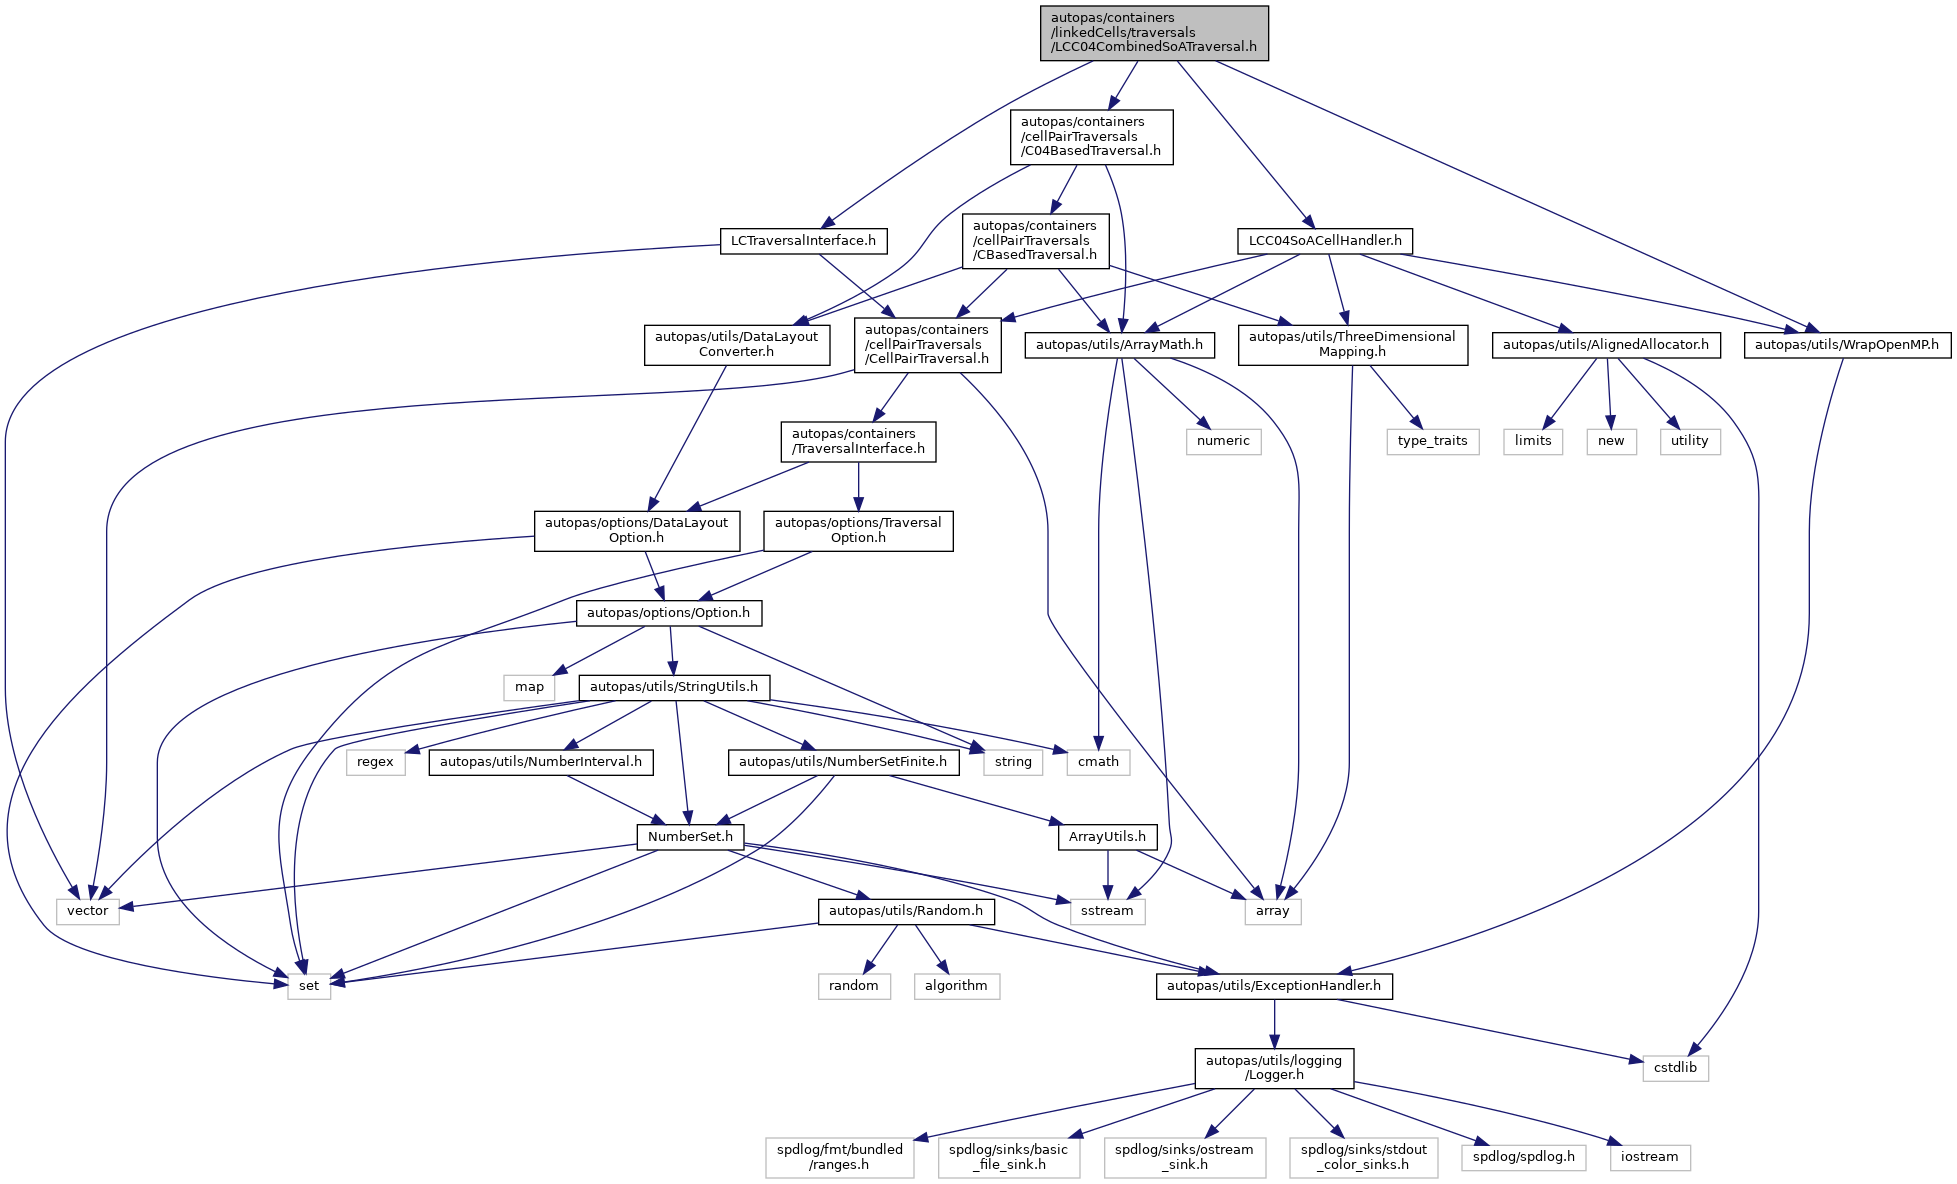 autopas/containers
/linkedCells/traversals
/LCC04CombinedSoATraversal.h
autopas/containers
/cellPairTraversals
/C04BasedTraversal.h
LCTraversalInterface.h
autopas/containers
/cellPairTraversals
/CBasedTraversal.h
LCC04SoACellHandler.h
autopas/utils/DataLayout
Converter.h
autopas/containers
/cellPairTraversals
/CellPairTraversal.h
autopas/utils/ArrayMath.h
autopas/utils/ThreeDimensional
Mapping.h
autopas/utils/AlignedAllocator.h
autopas/utils/WrapOpenMP.h
autopas/containers
/TraversalInterface.h
numeric
type_traits
limits
new
utility
autopas/options/DataLayout
Option.h
autopas/options/Traversal
Option.h
autopas/options/Option.h
map
autopas/utils/StringUtils.h
regex
autopas/utils/NumberInterval.h
autopas/utils/NumberSetFinite.h
string
cmath
NumberSet.h
ArrayUtils.h
vector
autopas/utils/Random.h
sstream
array
set
random
algorithm
autopas/utils/ExceptionHandler.h
autopas/utils/logging
/Logger.h
cstdlib
spdlog/fmt/bundled
/ranges.h
spdlog/sinks/basic
_file_sink.h
spdlog/sinks/ostream
_sink.h
spdlog/sinks/stdout
_color_sinks.h
spdlog/spdlog.h
iostream